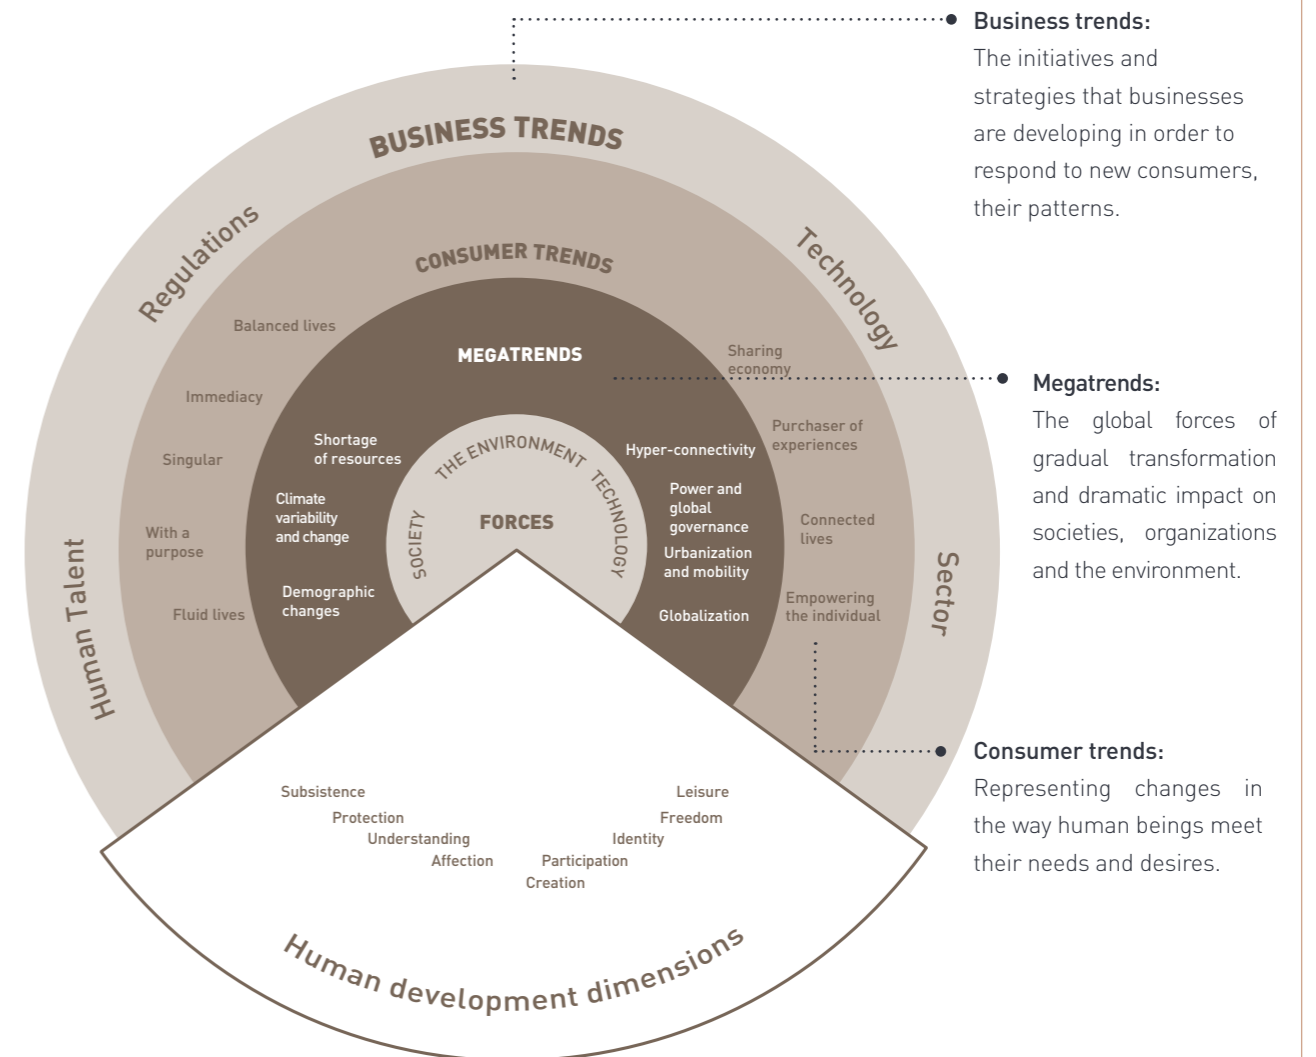 Business trends:
The initiatives and
strategies that businesses
are developing in order to
respond to new consumers,
their patterns.
BUSINESS TRENDS
Regulations
Technology
Human Talent
Sector
CONSUMER TRENDS
Balanced lives
Immediacy
Singular
With a
purpose
Fluid lives
Sharing
economy
Purchaser of
experiences
Connected
lives
Empowering
the individual
MEGATRENDS
Shortage
of resources
Climate
variability
and change
Demographic
changes
Hyper-connectivity
Power and
global
governance
Urbanization
and mobility
Globalization
SOCIETY
THE ENVIRONMENT
TECHNOLOGY
FORCES
Megatrends:
The global forces of
gradual transformation
and dramatic impact on
societies, organizations
and the environment.
Consumer trends:
Representing changes in
the way human beings meet
their needs and desires.
Subsistence
Protection
Understanding
Affection
Creation
Participation
Identity
Freedom
Leisure
Human development dimensions